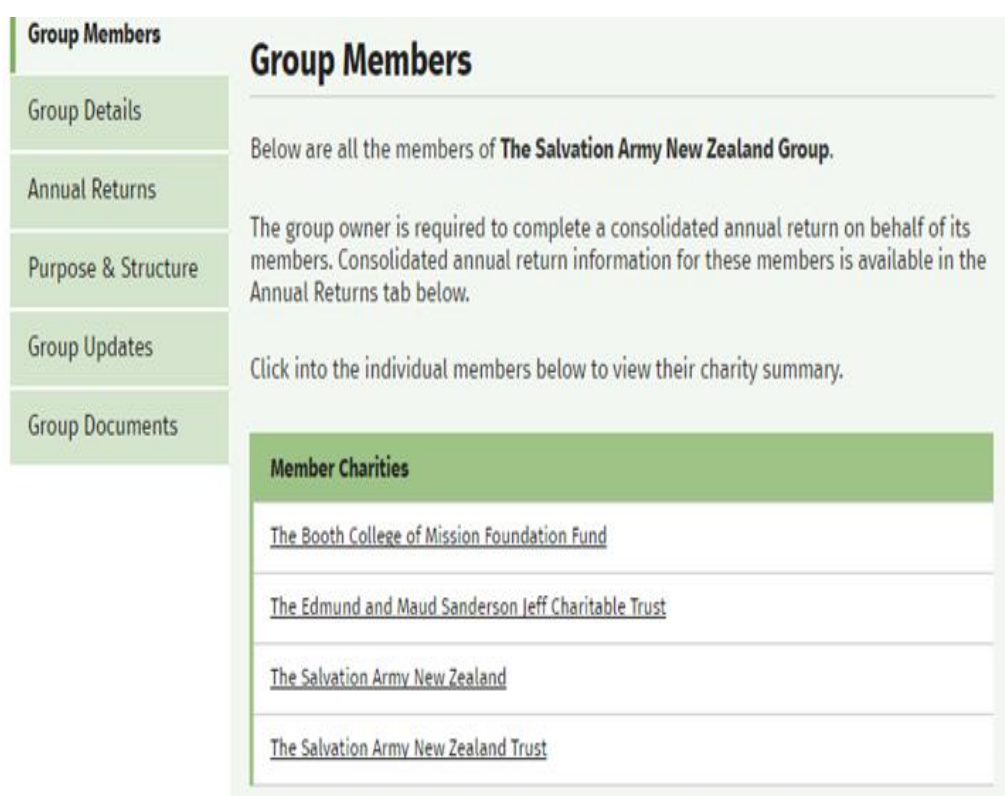 Group Members
Group Details
Annual Returns
Purpose & Structure
Group Updates
Group Documents
Group Members
Below are all the members of The Salvation Army New Zealand Group.
The group owner is required to complete a consolidated annual return on behalf of its
members. Consolidated annual return information for these members is available in the
Annual Returns tab below.
Click into the individual members below to view their charity summary.
Member Charities
The Booth College of Mission Foundation Fund
The Edmund and Maud Sanderson Jeff Charitable Trust
The Salvation Army New Zealand
The Salvation Army New Zealand Trust